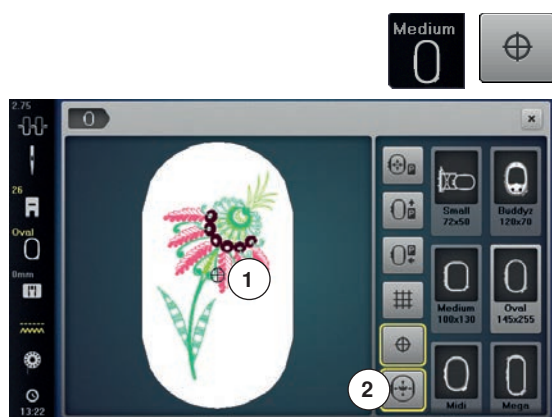 Medium
2.75
26
Oval
0mm
13:22
1
2
Small
72x50
Buddyz
120x70
Medium
100x130
Oval
145x255
Midi
Mega